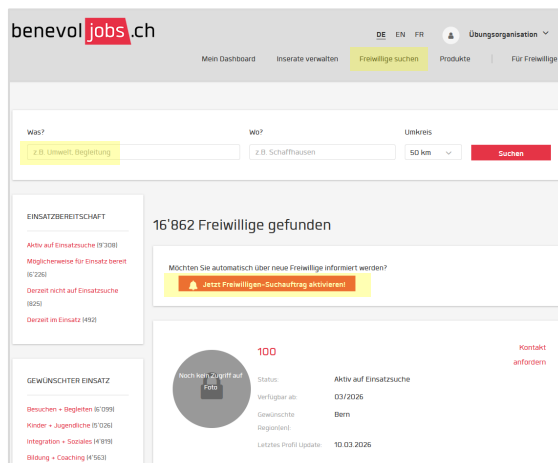 benevol jobs .ch
DE EN FR Übungsorganisation
Mein Dashboard Inserate verwalten Freiwillige suchen Produkte Für Freiwillige
Was? Wo? Umkreis
z.B. Umwelt, Begleitung z.B. Schaffhausen 50 km Suchen
EINSATZBEREITSCHAFT
Aktiv auf Einsatzsuche (9'308)
Möglicherweise für Einsatz bereit
(6'226)
Derzeit nicht auf Einsatzsuche
(825)
Derzeit im Einsatz (492)
16'862 Freiwillige gefunden
Möchten Sie automatisch über neue Freiwillige informiert werden?
Jetzt Freiwilligen-Suchauftrag aktivieren!
GEWÜNSCHTER EINSATZ
Besuchen + Begleiten (6'099)
Kinder + Jugendliche (5'026)
Integration + Soziales (4'819)
Bildung + Coaching (4'563)
Noch kein Zugriff auf
Foto
100
Kontakt
anfordern
Status: Aktiv auf Einsatzsuche
Verfügbar ab: 03/2026
Gewünschte Bern
Region(en)
Letztes Profil Update: 10.03.2026